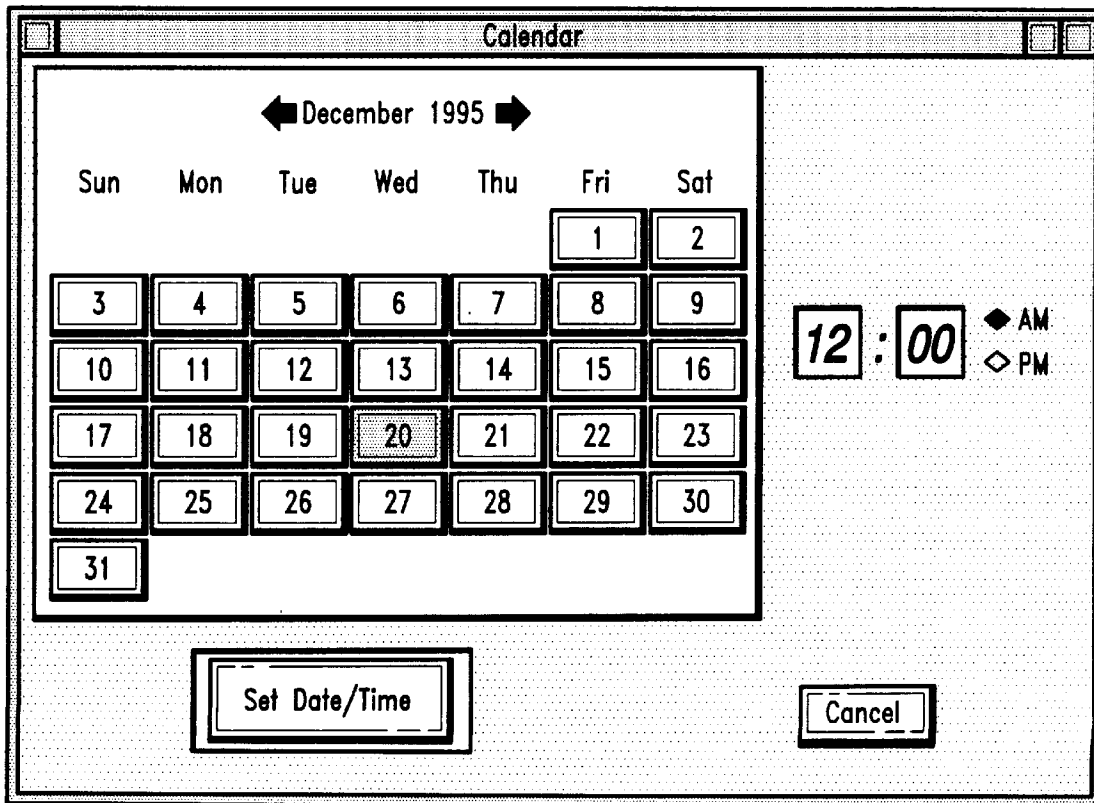 Calendar
December 1995
Sun Mon Tue Wed Thu Fri Sat
1 2
3 4 5 6 7 8 9
10 11 12 13 14 15 16
17 18 19 20 21 22 23
24 25 26 27 28 29 30
31
12 : 00
AM
PM
Set Date/Time
Cancel